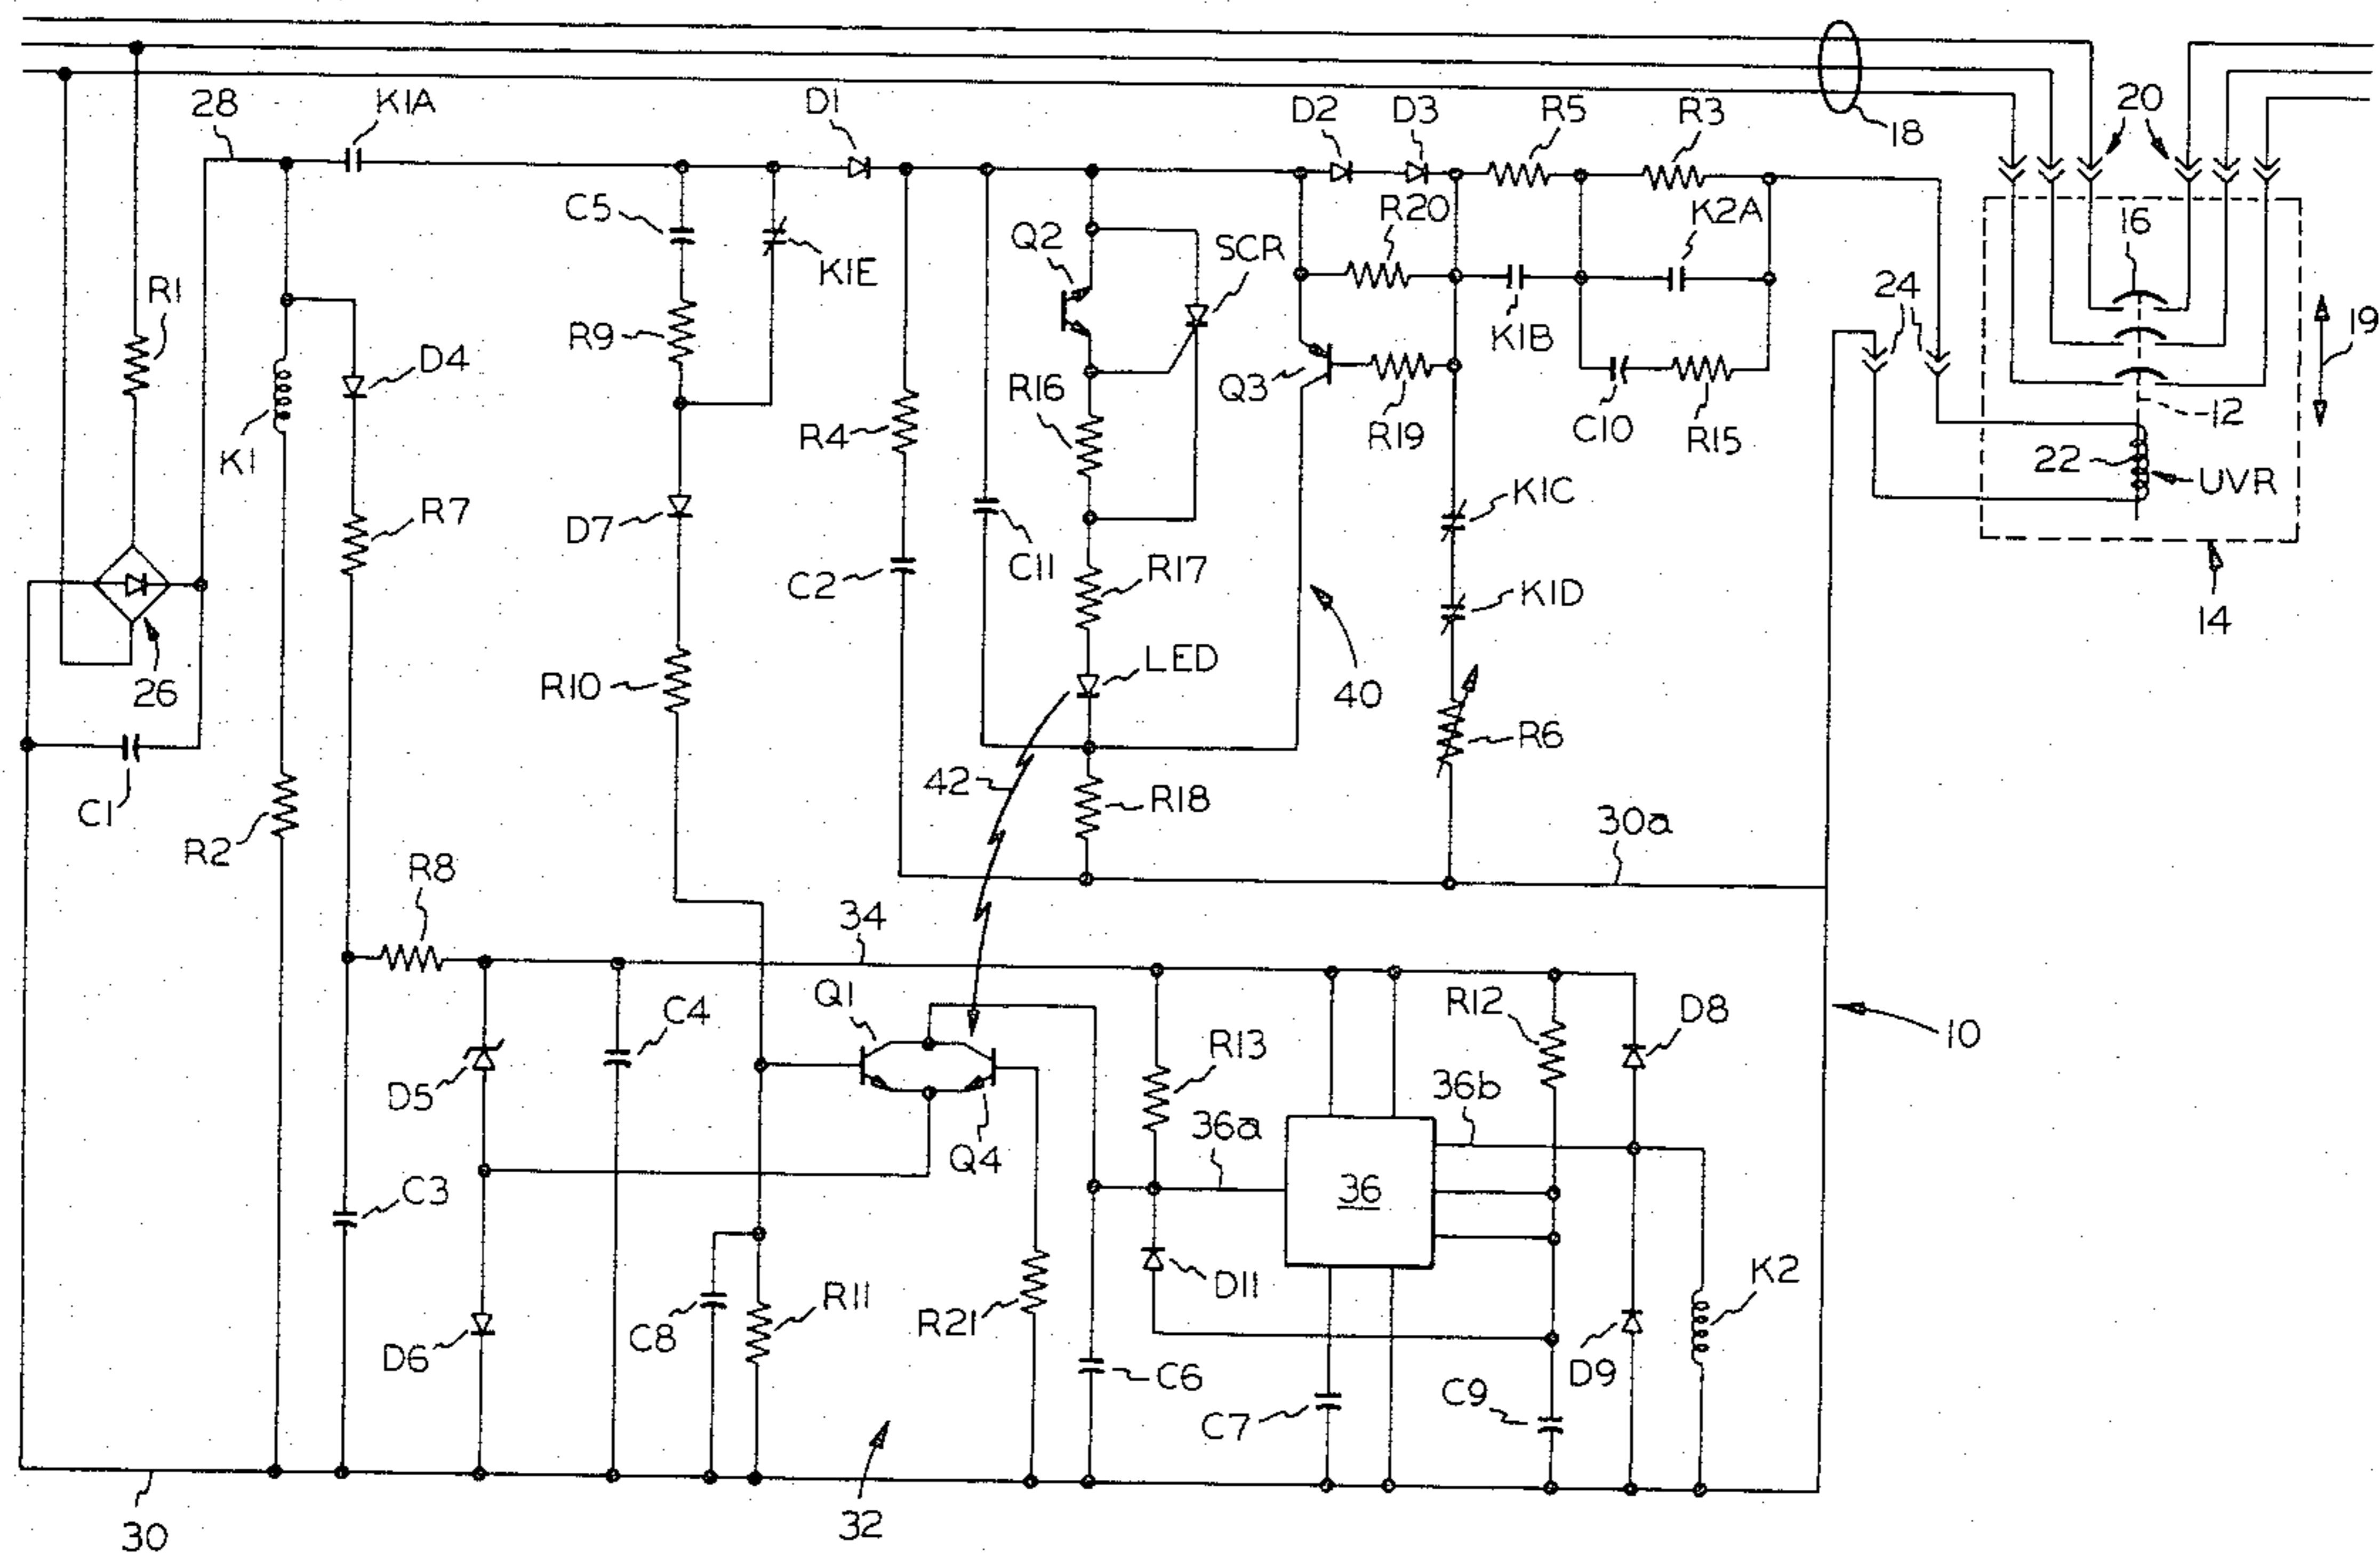 28
K1A
D1
D2
D3
R5
R3
18
20
C5
K1E
Q2
SCR
R20
K2A
16
R1
R9
D4
K1
R4
R16
Q3
R19
K1B
C10
R15
24
19
12
22
UVR
14
R7
D7
C2
C11
R17
K1C
K1D
26
R10
LED
40
R6
C1
R2
42
R18
30a
R8
34
Q1
C4
D5
Q4
R13
R12
D8
10
36a
36b
36
C3
D6
C8
R11
R21
D11
C6
C7
C9
D9
K2
30
32